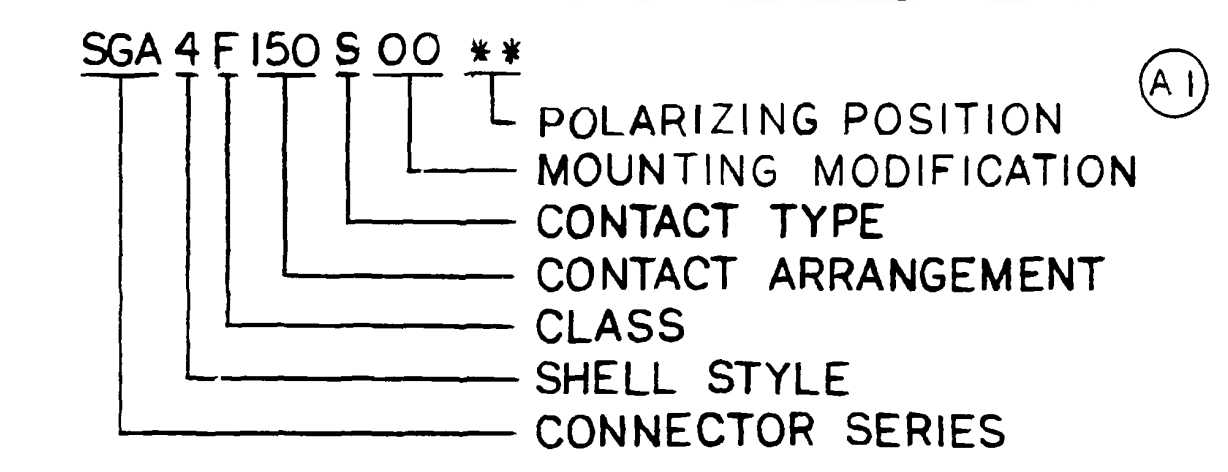 SGA 4 F 150 S 00 **
A1
POLARIZING POSITION
MOUNTING MODIFICATION
CONTACT TYPE
CONTACT ARRANGEMENT
CLASS
SHELL STYLE
CONNECTOR SERIES